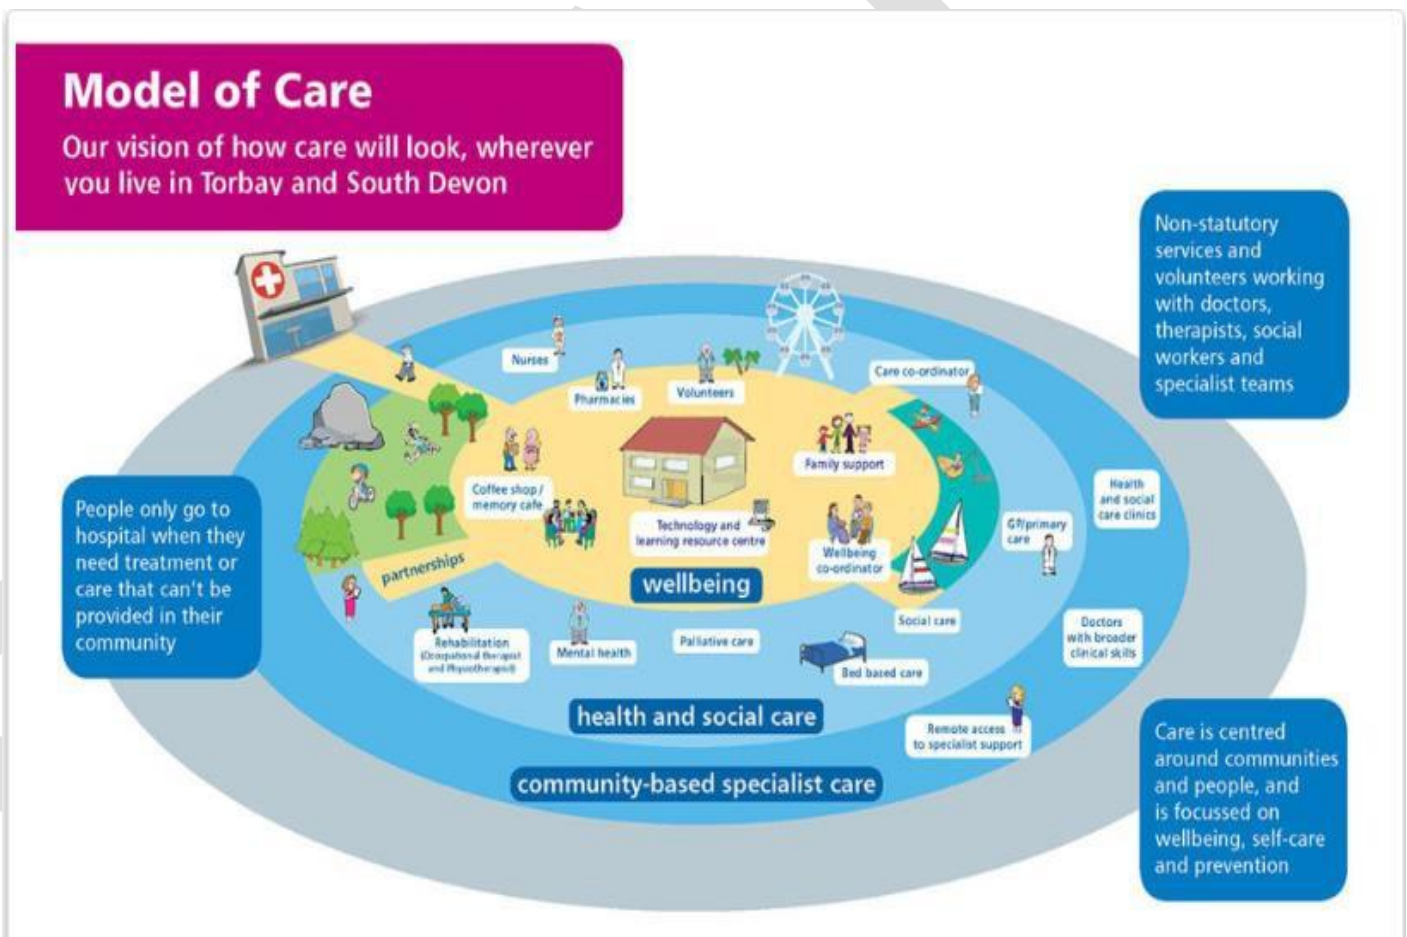 Model of Care
Our vision of how care will look, wherever
you live in Torbay and South Devon
Non-statutory
services and
volunteers working
with doctors,
therapists, social
workers and
specialist teams
People only go to
hospital when they
need treatment or
care that can't be
provided in their
community
Care is centred
around communities
and people, and
is focussed on
wellbeing, self-care
and prevention
Nurses
Pharmacies
Volunteers
Care co-ordinator
Family support
Coffee shop /
memory cafe
Technology and
learning resource centre
Wellbeing
co-ordinator
GP/primary
care
Health
and social
care clinics
partnerships
wellbeing
Social care
Rehabilitation
(Occupational therapist
and Physiotherapist)
Mental health
Palliative care
Bed based care
Doctors
with broader
clinical skills
health and social care
Remote access
to specialist support
community-based specialist care